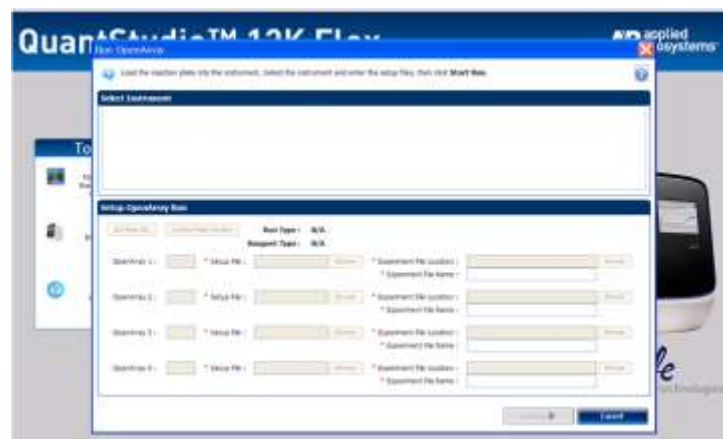 QuantStudio™ 12K Flex
applied
biosystems
Run OpenArray
Load the reaction plate into the instrument. Select the instrument and enter the setup files, then click Start Run.
Select Instrument
To
Setup OpenArray Run
Run Type : N/A
Reagent Type : N/A
OpenArray 1 : * Setup File : Browse * Experiment File Location : Browse
* Experiment File Name :
OpenArray 2 : * Setup File : Browse * Experiment File Location : Browse
* Experiment File Name :
OpenArray 3 : * Setup File : Browse * Experiment File Location : Browse
* Experiment File Name :
OpenArray 4 : * Setup File : Browse * Experiment File Location : Browse
* Experiment File Name :
Cancel
fe
technologies